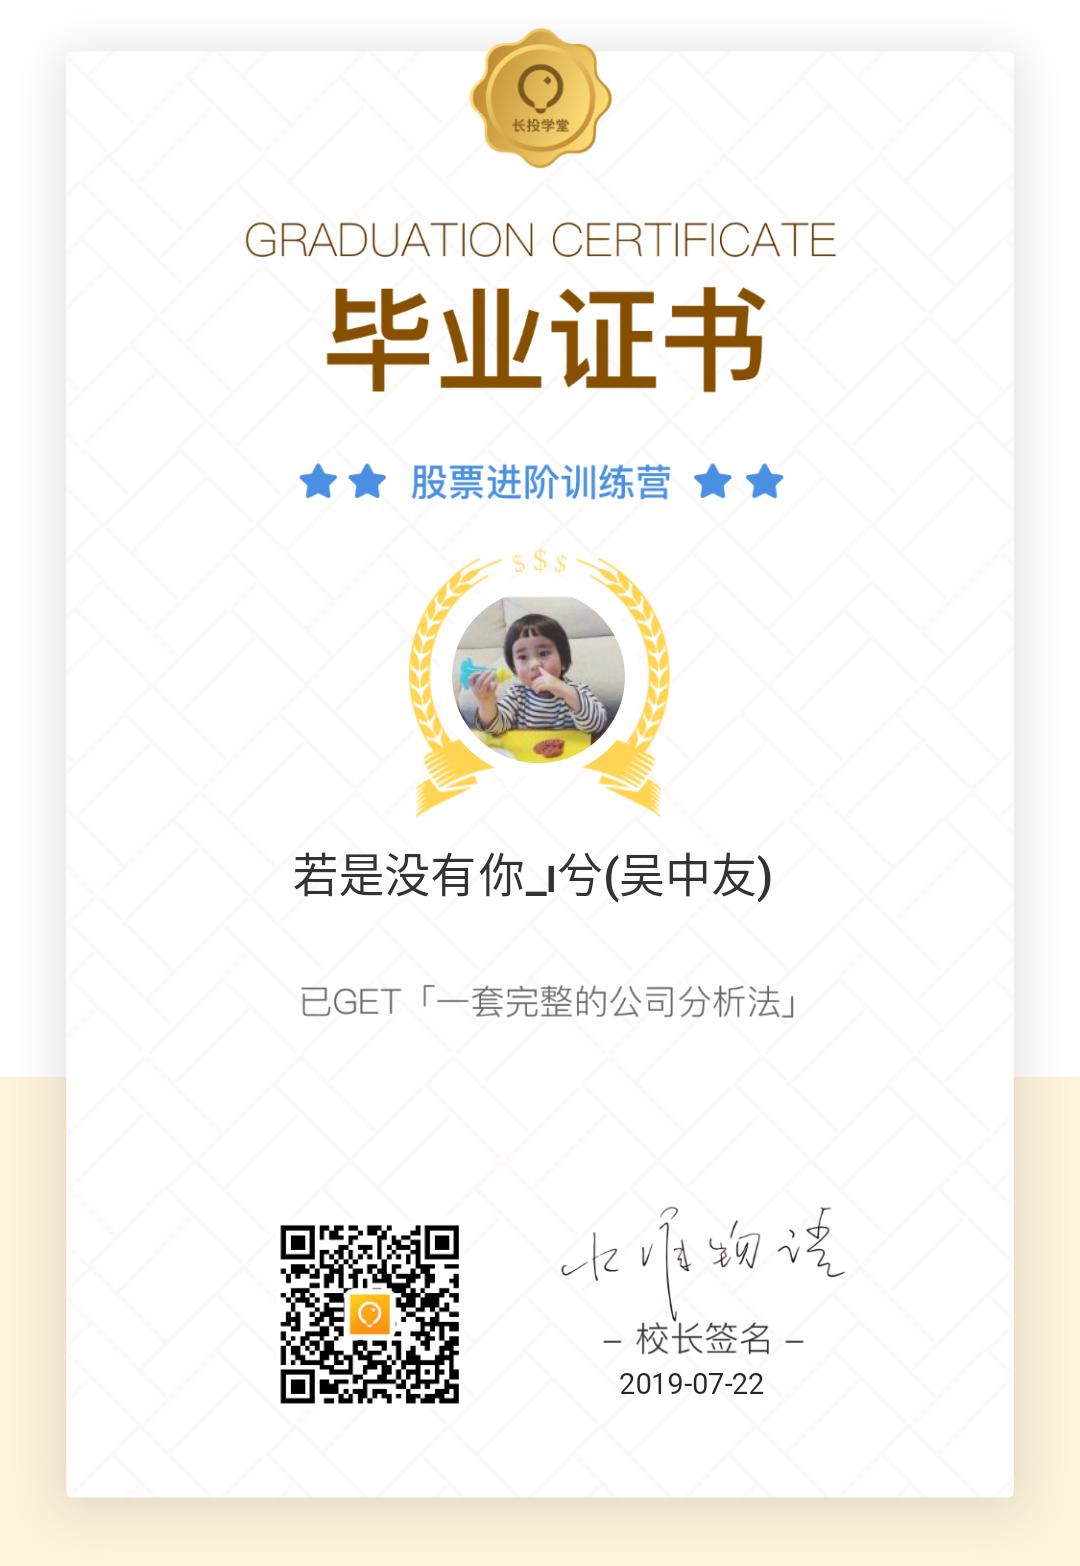 长投学堂
GRADUATION CERTIFICATE
毕业证书
股票进阶训练营
$ $ $
若是没有你_ı兮(吴中友)
已GET「一套完整的公司分析法」
- 校长签名 -
2019-07-22